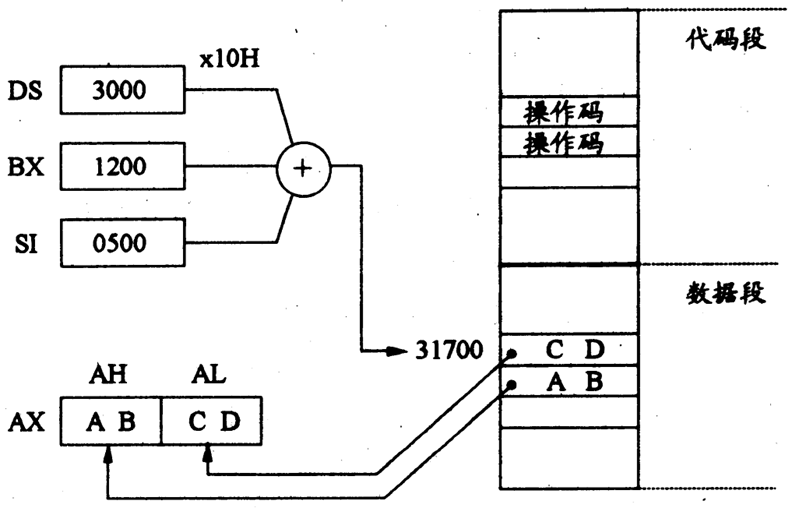 代码段
x10H
DS 3000
操作码
操作码
BX 1200
+
SI 0500
数据段
31700
C D
A B
AH AL
AX A B C D